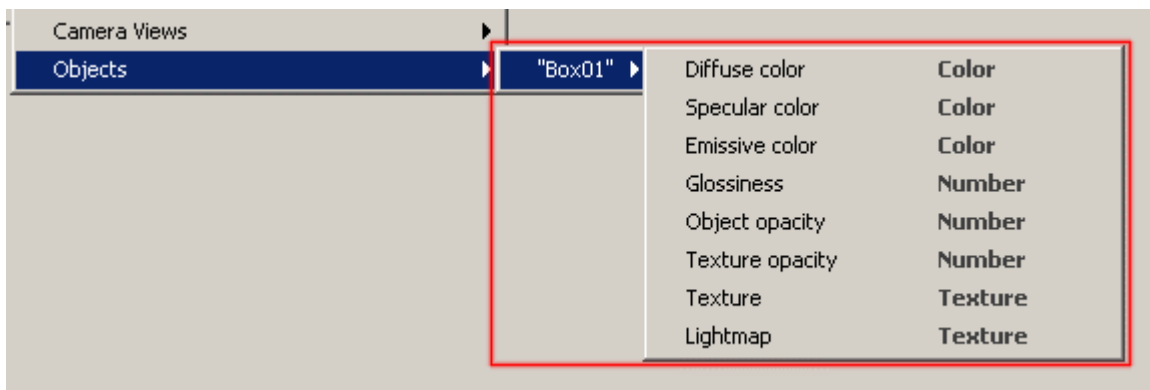 Camera Views
Objects "Box01" Diffuse color Color
Specular color Color
Emissive color Color
Glossiness Number
Object opacity Number
Texture opacity Number
Texture Texture
Lightmap Texture